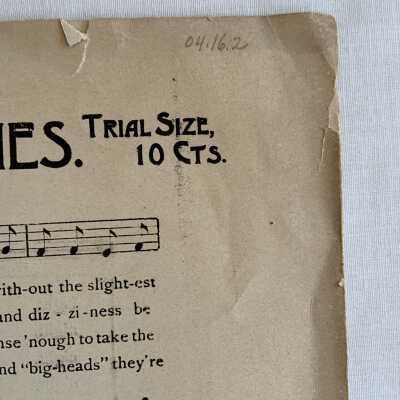 04.16.2
IES. TRIAL SIZE,
10 CTS.
ith-out the slight-est
and diz - zi-ness be
nse 'nough to take the
nd "big-heads" they're